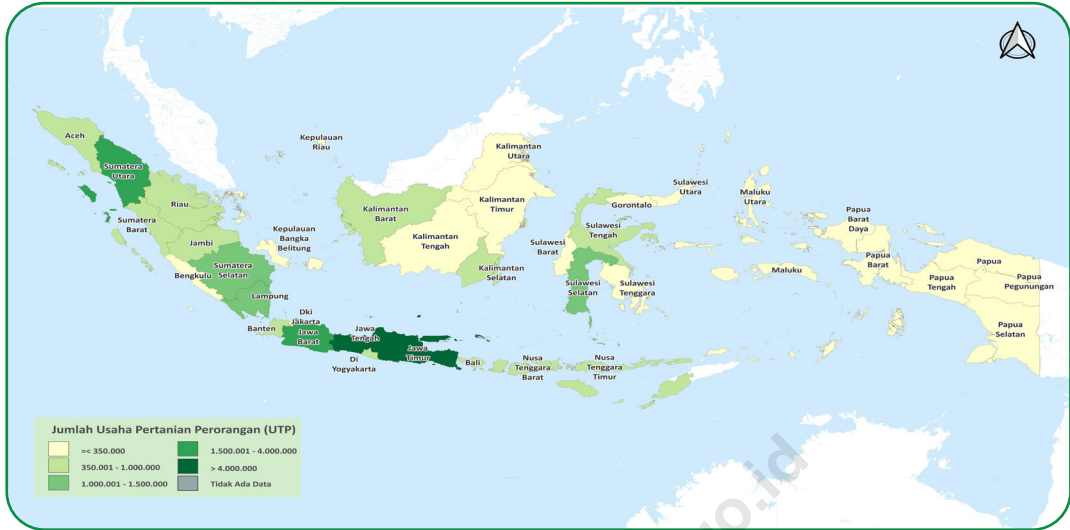 Aceh
Sumatera
Utara
Riau
Kepulauan
Riau
Sumatera
Barat
Jambi
Kepulauan
Bangka
Belitung
Bengkulu
Sumatera
Selatan
Lampung
Banten
Dki
Jakarta
Jawa
Barat
Jawa
Tengah
Di
Yogyakarta
Jawa
Timur
Bali
Nusa
Tenggara
Barat
Nusa
Tenggara
Timur
Kalimantan
Barat
Kalimantan
Tengah
Kalimantan
Selatan
Kalimantan
Timur
Kalimantan
Utara
Sulawesi
Utara
Gorontalo
Sulawesi
Tengah
Sulawesi
Barat
Sulawesi
Selatan
Sulawesi
Tenggara
Maluku
Utara
Maluku
Papua
Barat
Daya
Papua
Barat
Papua
Papua
Tengah
Papua
Pegunungan
Papua
Selatan
Jumlah Usaha Pertanian Perorangan (UTP)
=< 350.000
350.001 - 1.000.000
1.000.001 - 1.500.000
1.500.001 - 4.000.000
> 4.000.000
Tidak Ada Data
go.id